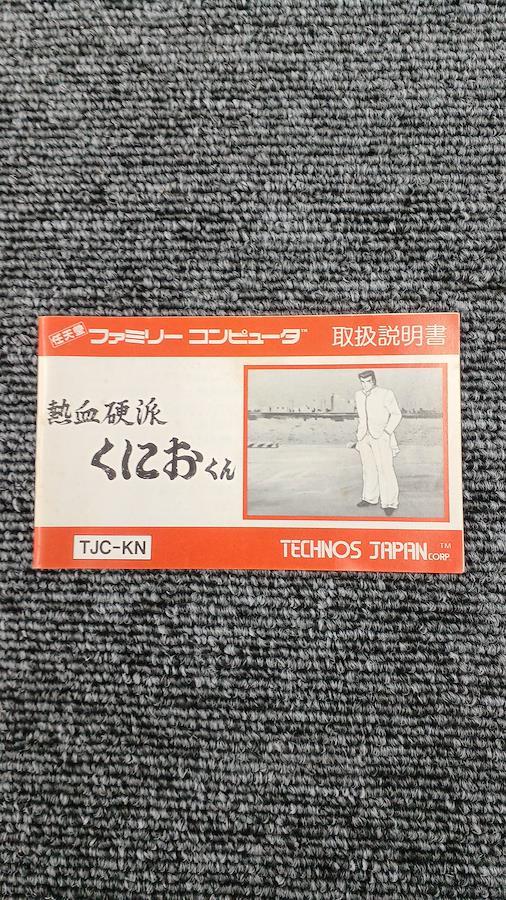 任天堂 ファミリー コンピュータ™ 取扱説明書
熱血硬派
くにおくん
TJC-KN
TECHNOS JAPAN CORP.™